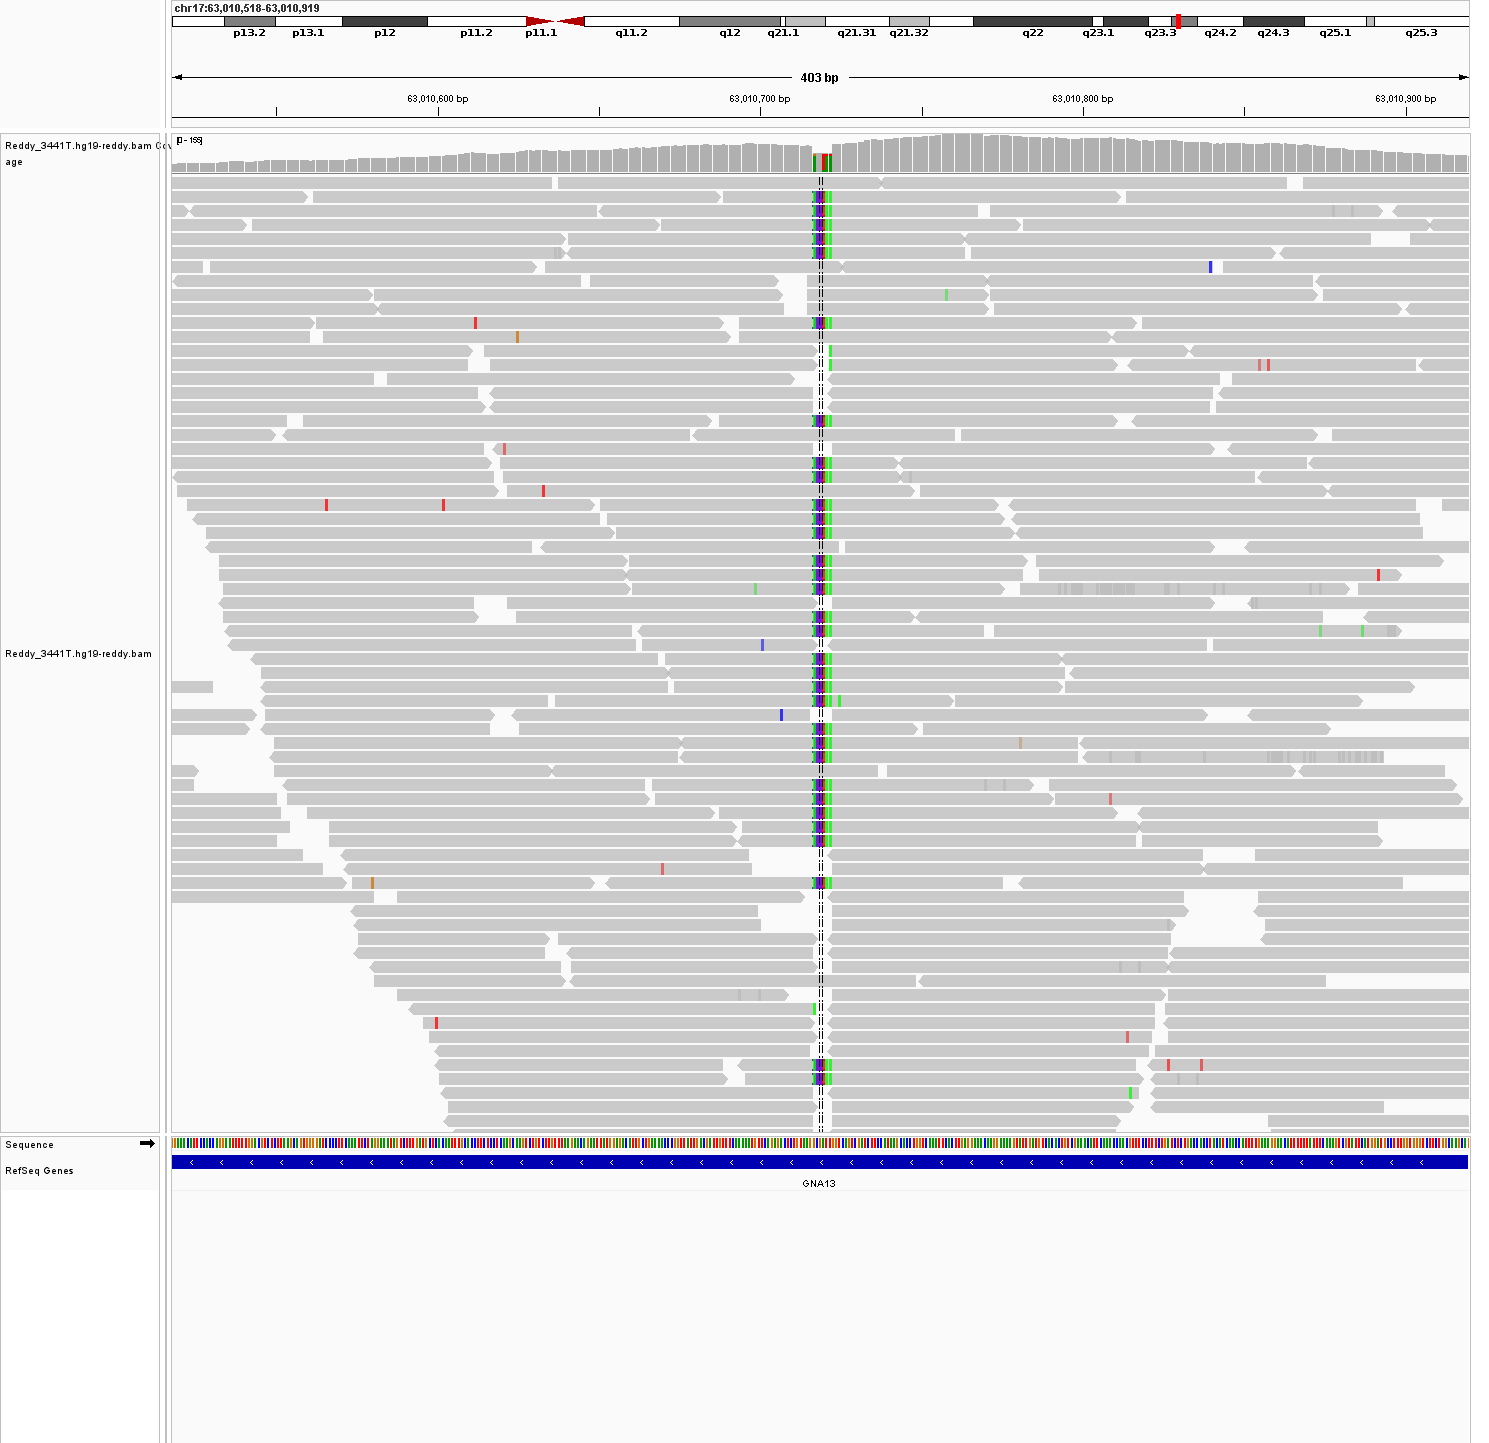 chr17:63,010,518-63,010,919
p13.2 p13.1 p12 p11.2 p11.1 q11.2 q12 q21.1 q21.31 q21.32 q22 q23.1 q23.3 q24.2 q24.3 q25.1 q25.3
403 bp
63,010,600 bp 63,010,700 bp 63,010,800 bp 63,010,900 bp
[0 - 155]
Reddy_3441T.hg19-reddy.bam Cov
age
Reddy_3441T.hg19-reddy.bam
Sequence
RefSeq Genes
GNA13